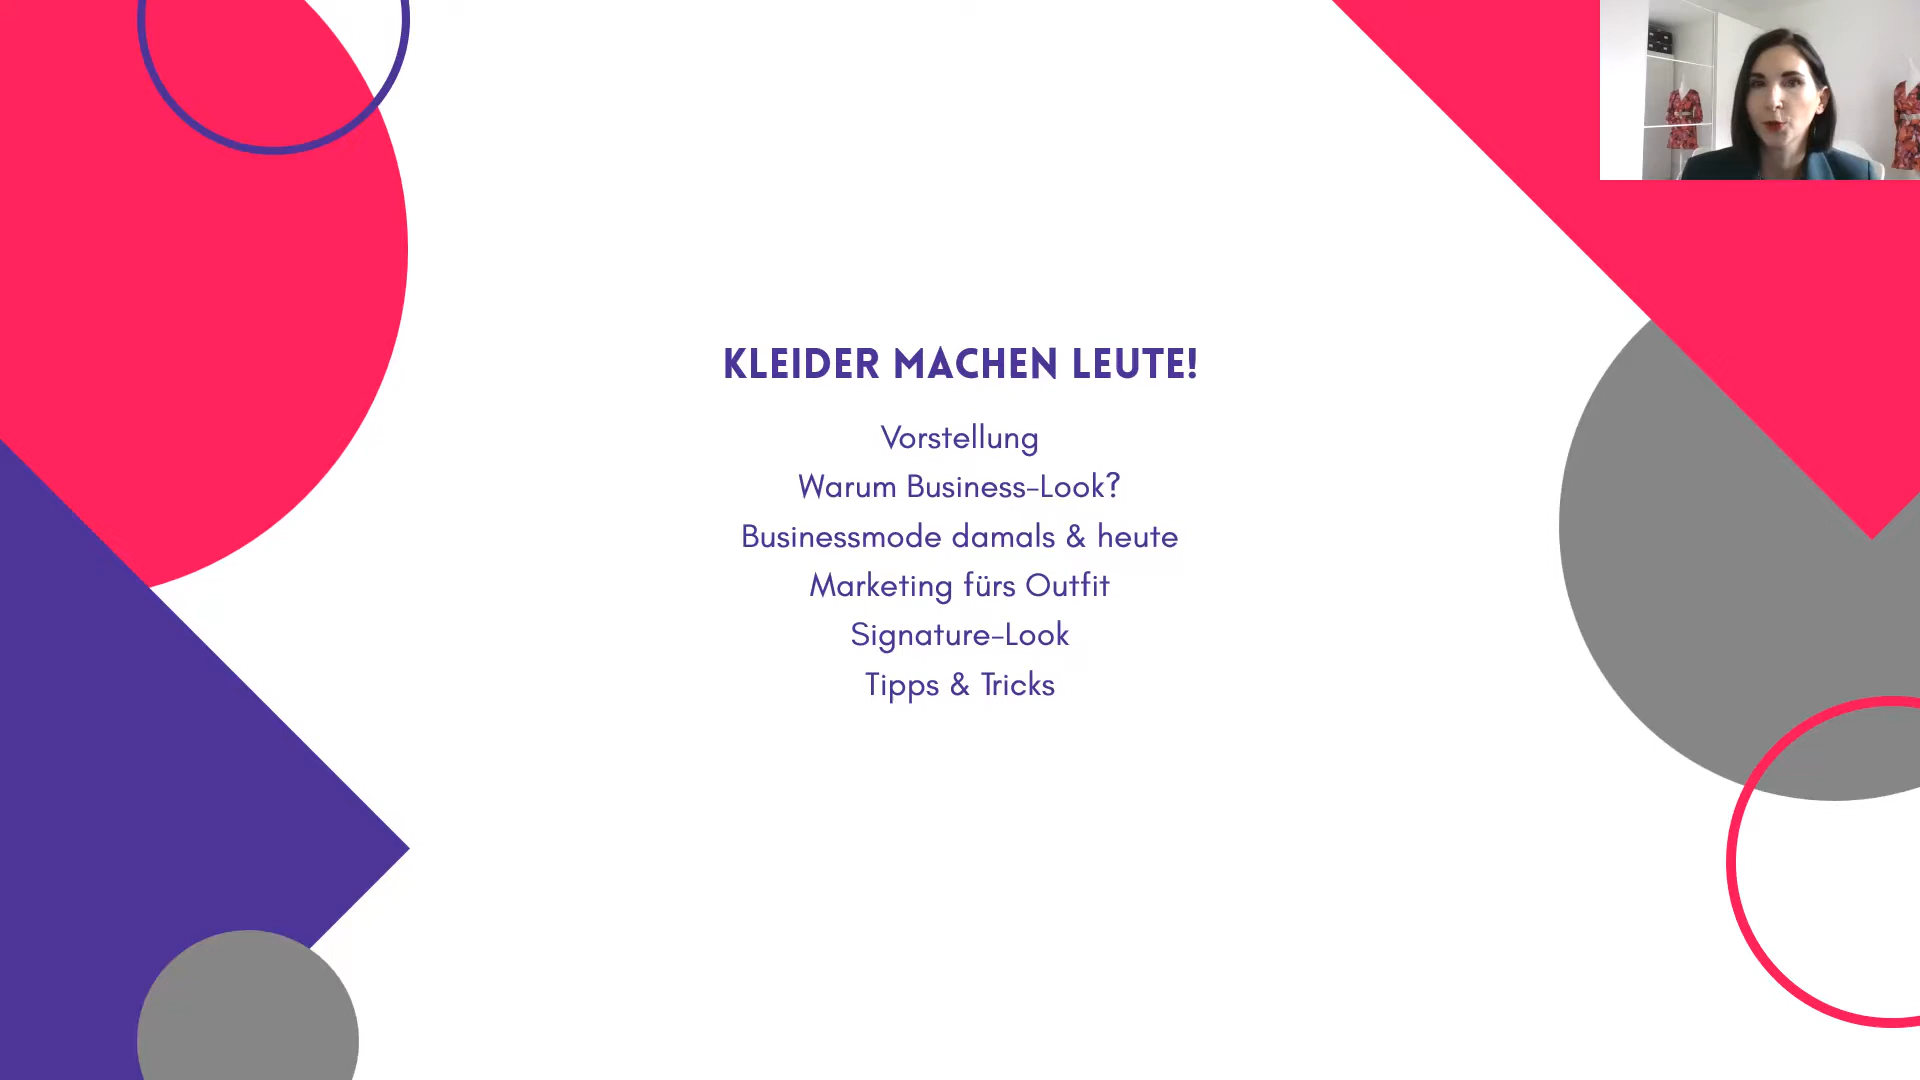 KLEIDER MACHEN LEUTE!
Vorstellung
Warum Business-Look?
Businessmode damals & heute
Marketing fürs Outfit
Signature-Look
Tipps & Tricks